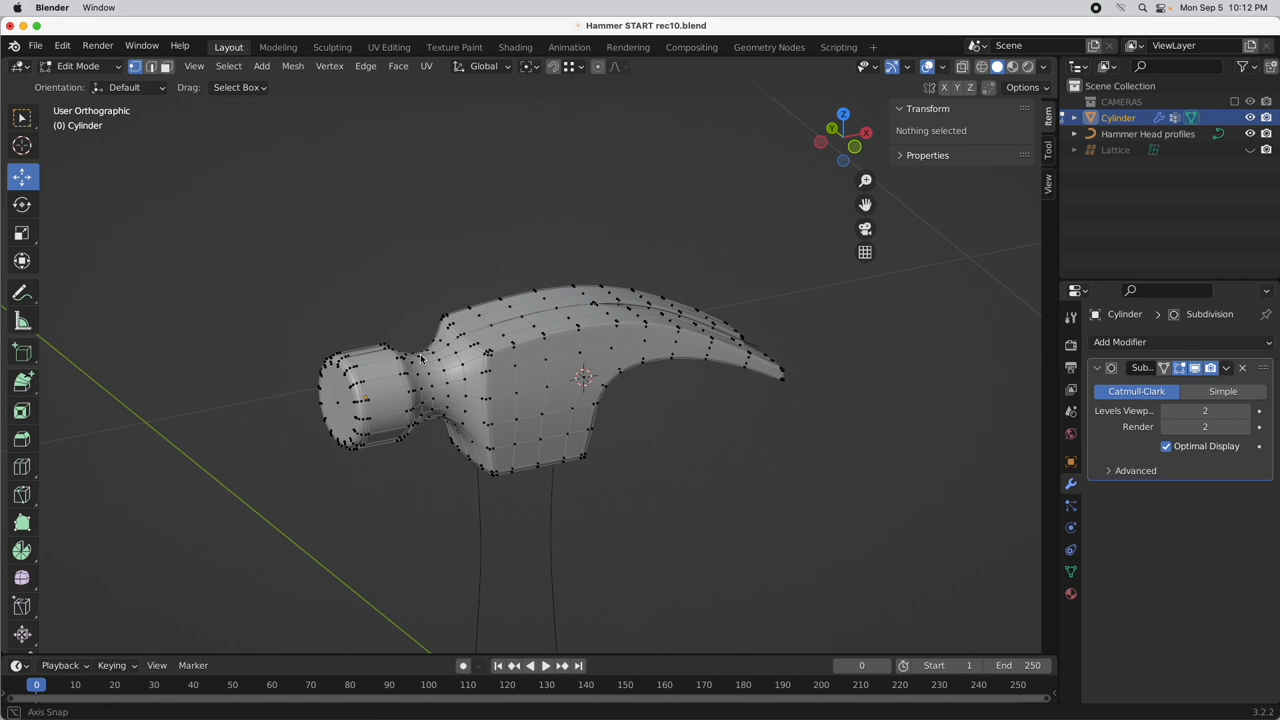 Blender Window Mon Sep 5 10:12 PM
Hammer START rec10.blend
File Edit Render Window Help Layout Modeling Sculpting UV Editing Texture Paint Shading Animation Rendering Compositing Geometry Nodes Scripting + Scene ViewLayer
Edit Mode View Select Add Mesh Vertex Edge Face UV Global
Orientation: Default Drag: Select Box X Y Z Options
User Orthographic
(0) Cylinder
Transform
Nothing selected
Properties
Item
Tool
View
Z
Y
X
Scene Collection
CAMERAS
Cylinder
Hammer Head profiles
Lattice
Cylinder > Subdivision
Add Modifier
Sub...
Catmull-Clark Simple
Levels Viewp... 2
Render 2
Optimal Display
Advanced
Playback Keying View Marker 0 Start 1 End 250
0 10 20 30 40 50 60 70 80 90 100 110 120 130 140 150 160 170 180 190 200 210 220 230 240 250
Axis Snap 3.2.2